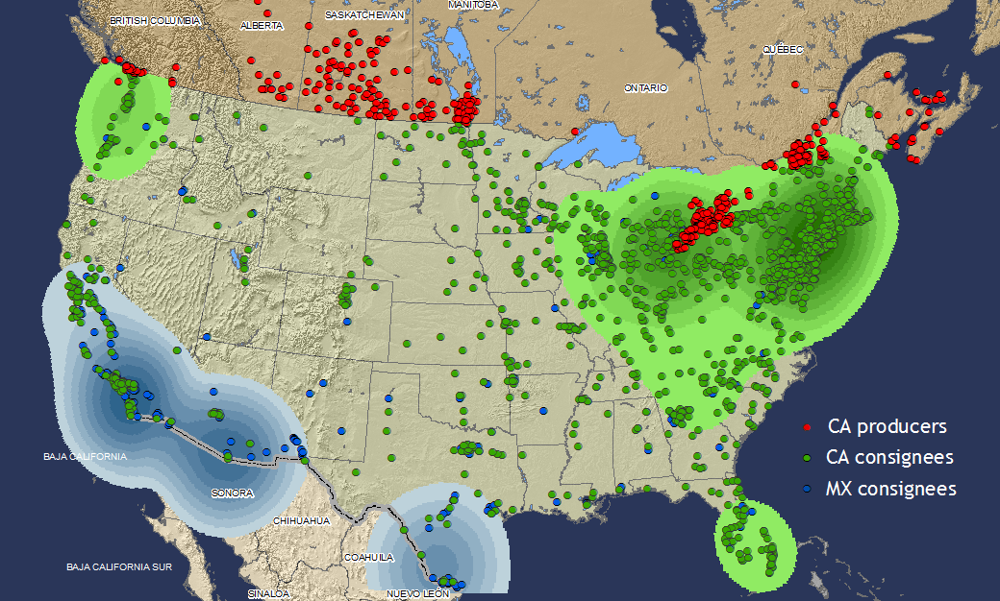 MANITOBA
SASKATCHEWAN
BRITISH COLUMBIA
ALBERTA
QUÉBEC
ONTARIO
CA producers
BAJA CALIFORNIA
CA consignees
MX consignees
SONORA
CHIHUAHUA
COAHUILA
BAJA CALIFORNIA SUR
SINALOA
NUEVO LEÓN